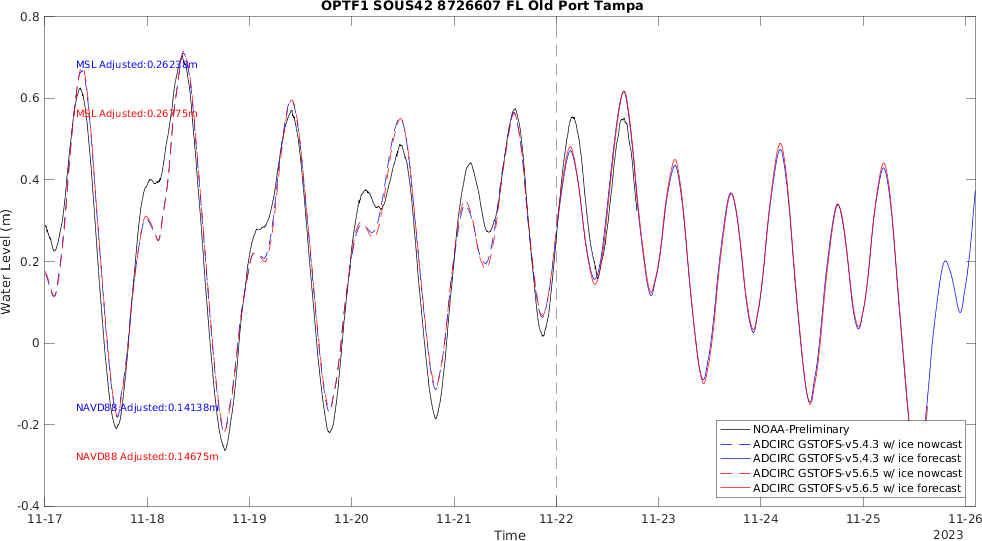 OPTF1 SOUS42 8726607 FL Old Port Tampa
0.8
0.6
0.4
0.2
0
-0.2
-0.4
Water Level (m)
MSL Adjusted:0.26238m
MSL Adjusted:0.26775m
NAVD88 Adjusted:0.14138m
NAVD88 Adjusted:0.14675m
NOAA-Preliminary
ADCIRC GSTOFS-v5.4.3 w/ ice nowcast
ADCIRC GSTOFS-v5.4.3 w/ ice forecast
ADCIRC GSTOFS-v5.6.5 w/ ice nowcast
ADCIRC GSTOFS-v5.6.5 w/ ice forecast
11-17 11-18 11-19 11-20 11-21 11-22 11-23 11-24 11-25 11-26
Time
2023